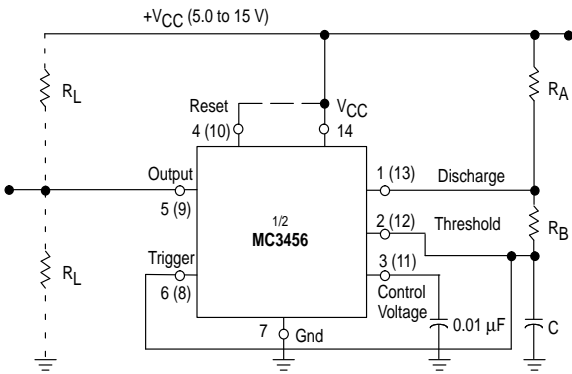 +VCC (5.0 to 15 V)
RL
RA
Reset
VCC
4 (10)
14
Output
1 (13)
Discharge
5 (9)
1/2
MC3456
2 (12)
Threshold
RB
Trigger
3 (11)
RL
6 (8)
Control
Voltage
7
Gnd
0.01 µF
C